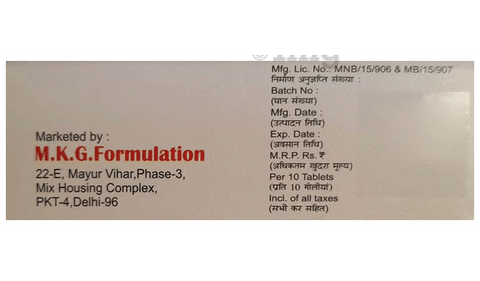 Marketed by :
M.K.G.Formulation
22-E, Mayur Vihar,Phase-3,
Mix Housing Complex,
PKT-4,Delhi-96
Mfg. Lic. No.: MNB/15/906 & MB/15/907
निर्माण अनुज्ञप्ति संख्या :
Batch No :
(घान संख्या)
Mfg. Date :
(उत्पादन तिथि)
Exp. Date :
(अवसान तिथि)
M.R.P. Rs. ₹
(अधिकतम खुदरा मूल्य)
Per 10 Tablets
(प्रति 10 गोलीयां)
Incl. of all taxes
(सभी कर सहित)